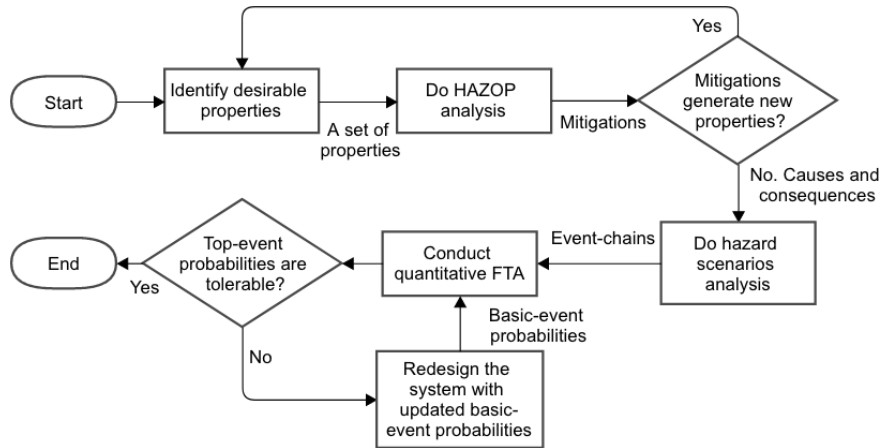 Yes
Start
Identify desirable
properties
A set of
properties
Do HAZOP
analysis
Mitigations
Mitigations
generate new
properties?
No. Causes and
consequences
Do hazard
scenarios
analysis
Event-chains
Conduct
quantitative FTA
Top-event
probabilities are
tolerable?
Yes
End
No
Basic-event
probabilities
Redesign the
system with
updated basic-
event probabilities